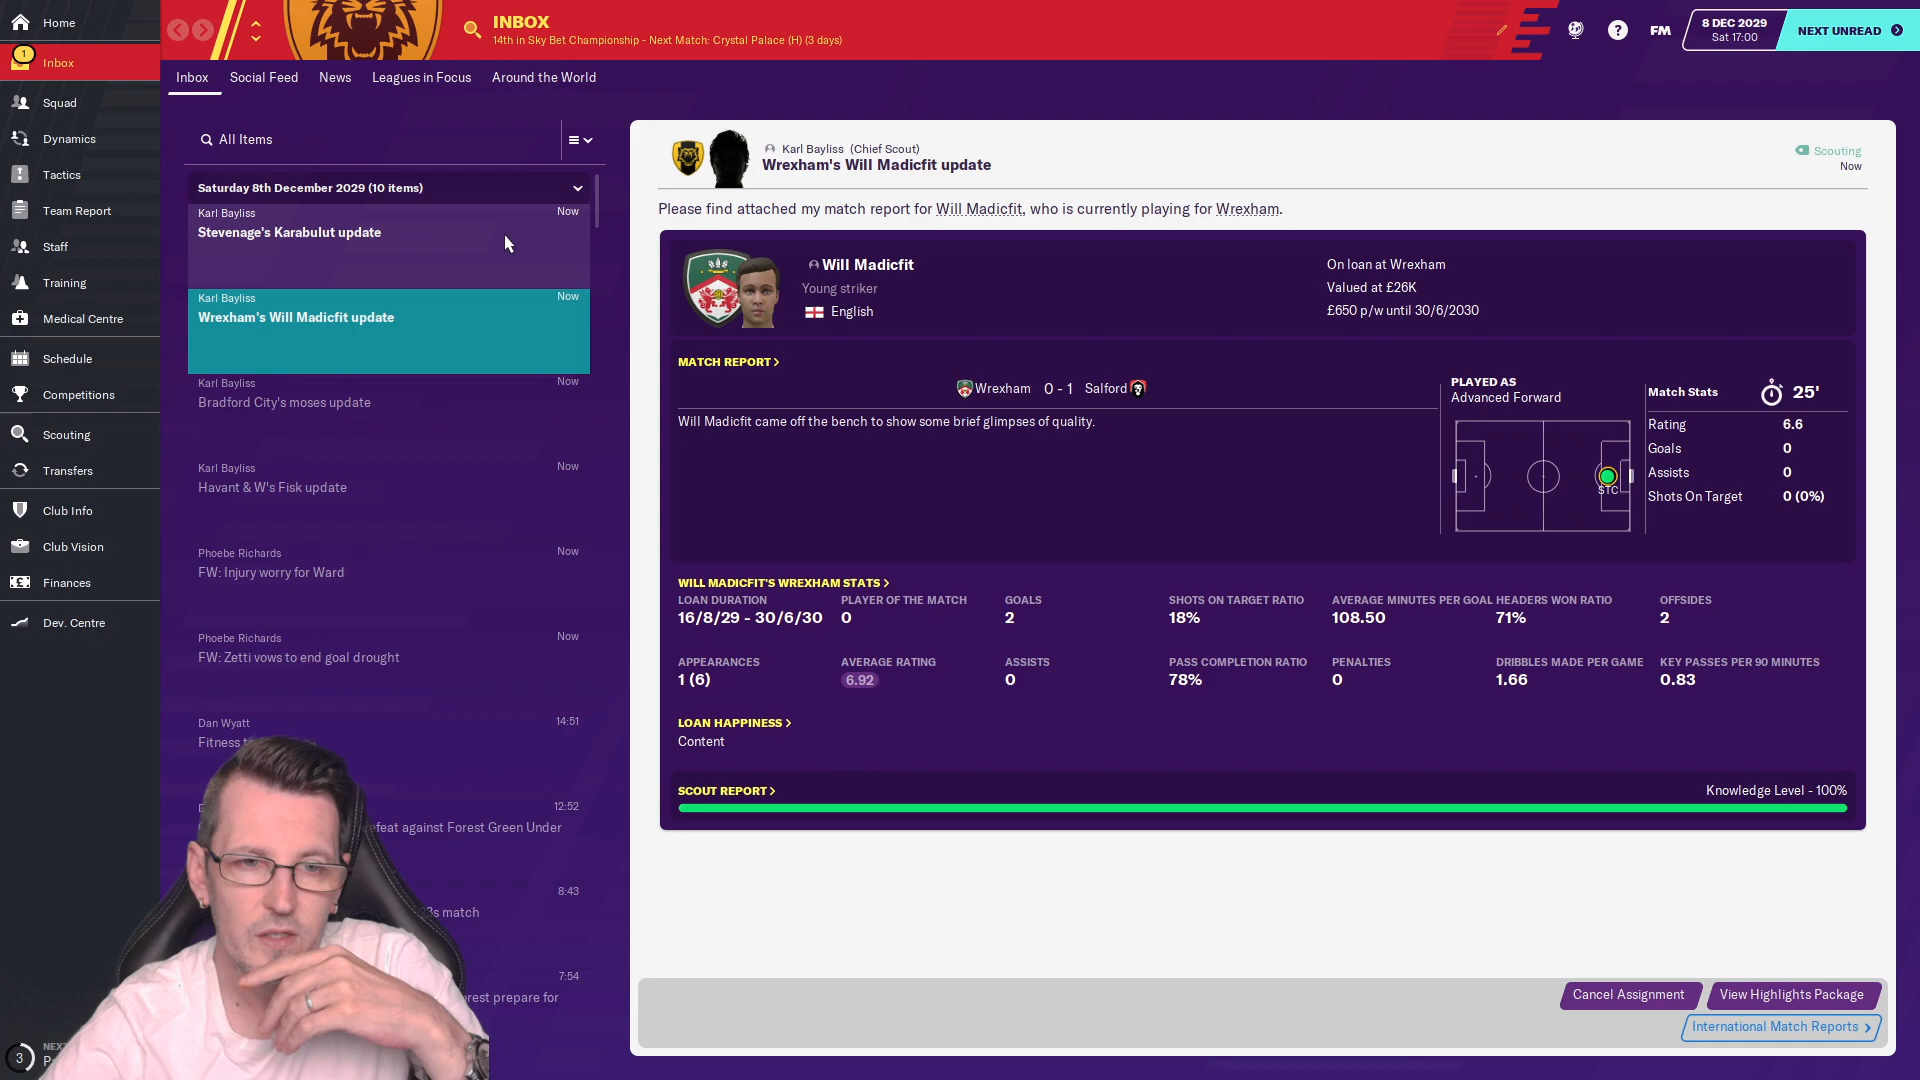 Home
1
Inbox
Squad
Dynamics
Tactics
Team Report
Staff
Training
Medical Centre
Schedule
Competitions
Scouting
Transfers
Club Info
Club Vision
Finances
Dev. Centre
3
INBOX
14th in Sky Bet Championship - Next Match: Crystal Palace (H) (3 days)
?
FM
8 DEC 2029
Sat 17:00
NEXT UNREAD
Inbox
Social Feed
News
Leagues in Focus
Around the World
All Items
Saturday 8th December 2029 (10 items)
Karl Bayliss
Now
Stevenage's Karabulut update
Karl Bayliss
Now
Wrexham's Will Madicfit update
Karl Bayliss
Now
Bradford City's moses update
Karl Bayliss
Now
Havant & W's Fisk update
Phoebe Richards
Now
FW: Injury worry for Ward
Phoebe Richards
Now
FW: Zetti vows to end goal drought
Dan Wyatt
14:51
Fitness
12:52
defeat against Forest Green Under
8:43
match
7:54
prepare for
Karl Bayliss (Chief Scout)
Wrexham's Will Madicfit update
Scouting
Now
Please find attached my match report for Will Madicfit, who is currently playing for Wrexham.
Will Madicfit
Young striker
English
On loan at Wrexham
Valued at £26K
£650 p/w until 30/6/2030
MATCH REPORT >
Wrexham 0 - 1 Salford
Will Madicfit came off the bench to show some brief glimpses of quality.
PLAYED AS
Advanced Forward
STC
Match Stats 25'
Rating 6.6
Goals 0
Assists 0
Shots On Target 0 (0%)
WILL MADICFIT'S WREXHAM STATS >
LOAN DURATION PLAYER OF THE MATCH GOALS SHOTS ON TARGET RATIO AVERAGE MINUTES PER GOAL HEADERS WON RATIO OFFSIDES
16/8/29 - 30/6/30 0 2 18% 108.50 71% 2
APPEARANCES AVERAGE RATING ASSISTS PASS COMPLETION RATIO PENALTIES DRIBBLES MADE PER GAME KEY PASSES PER 90 MINUTES
1 (6) 6.92 0 78% 0 1.66 0.83
LOAN HAPPINESS >
Content
SCOUT REPORT >
Knowledge Level - 100%
Cancel Assignment
View Highlights Package
International Match Reports >